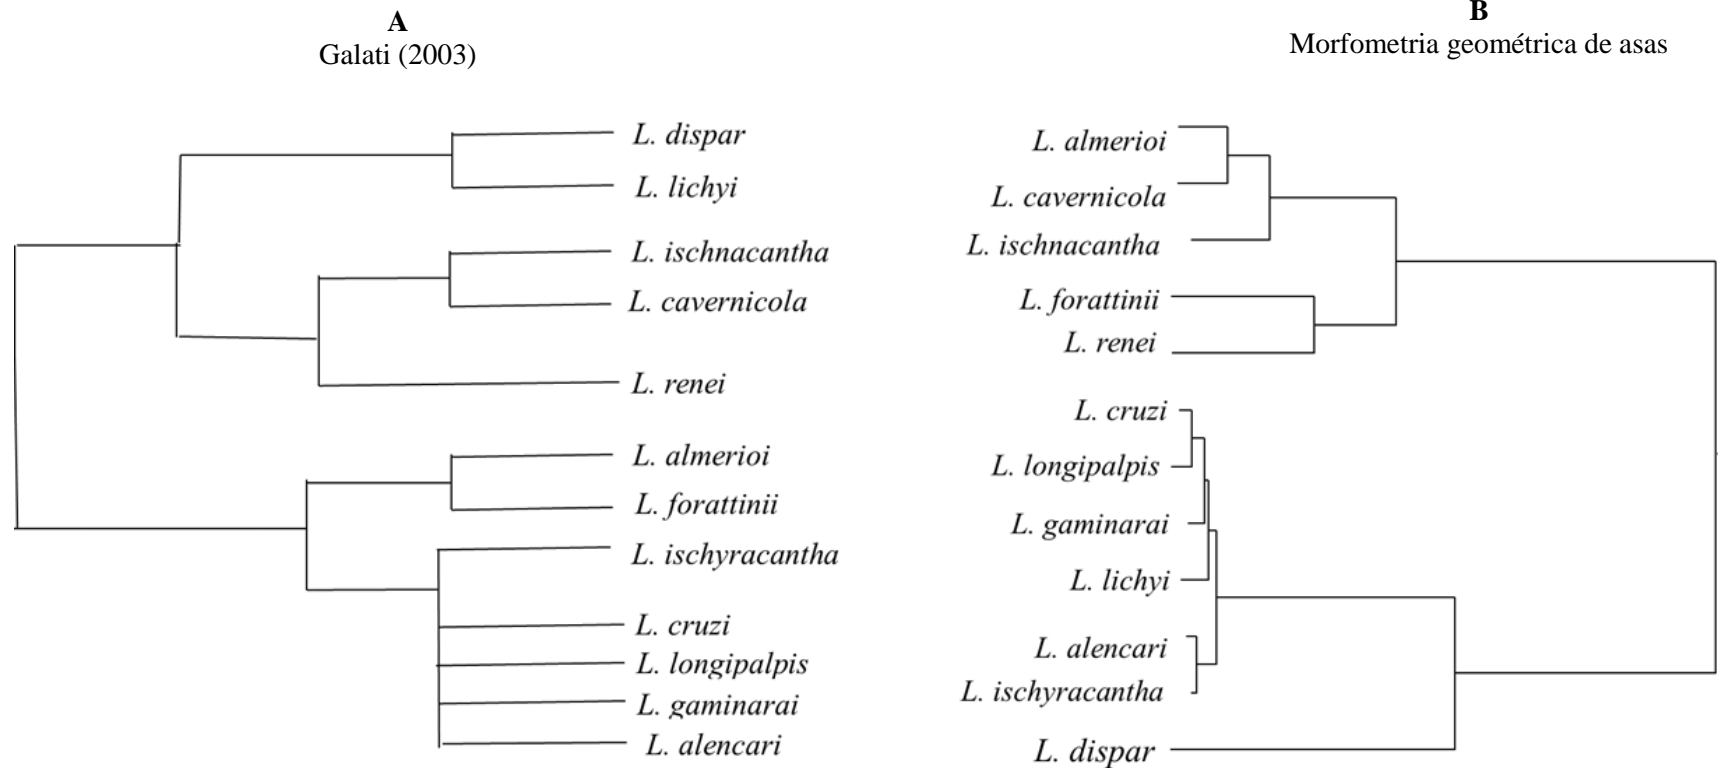 A
Galati (2003)
L. dispar
L. lichyi
L. ischnacantha
L. cavernicola
L. renei
L. almerioi
L. forattinii
L. ischyracantha
L. cruzi
L. longipalpis
L. gaminarai
L. alencari
B
Morfometria geométrica de asas
L. almerioi
L. cavernicola
L. ischnacantha
L. forattinii
L. renei
L. cruzi
L. longipalpis
L. gaminarai
L. lichyi
L. alencari
L. ischyracantha
L. dispar